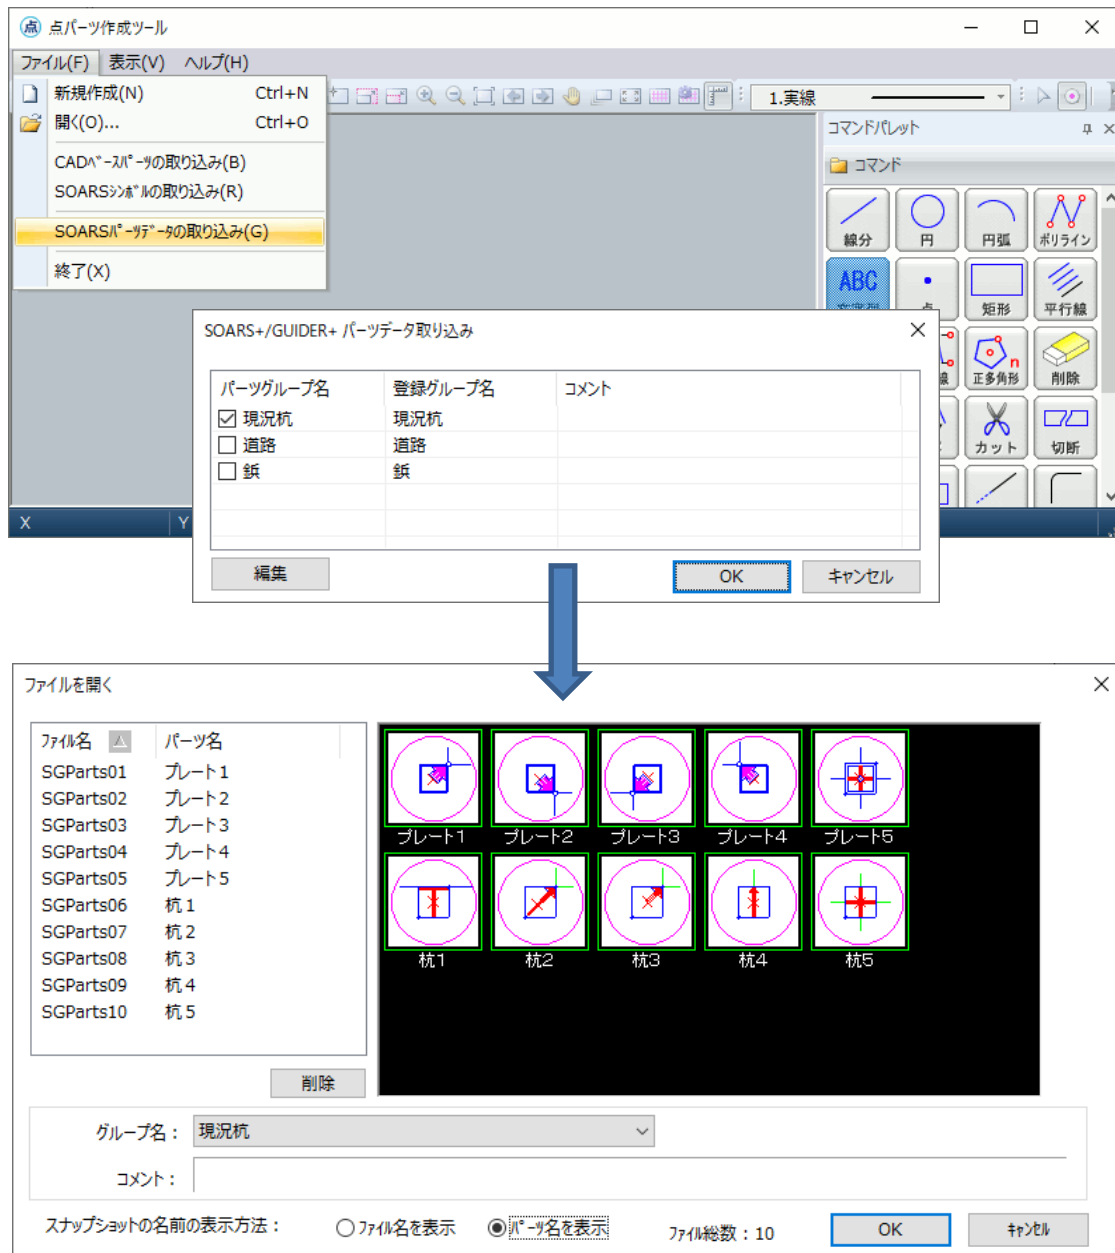 点 点パーツ作成ツール
ファイル(F) 表示(V) ヘルプ(H)
新規作成(N) Ctrl+N
開く(O)... Ctrl+O
CADﾍﾞｰｽﾊﾟｰﾂの取り込み(B)
SOARSｼﾝﾎﾞﾙの取り込み(R)
SOARSﾊﾟｰﾂﾃﾞｰﾀの取り込み(G)
終了(X)
1.実線
コマンドパレット
コマンド
線分 円 円弧 ポリライン
ABC
矩形 平行線
n
正多角形 削除
カット 切断
X Y
SOARS+/GUIDER+ パーツデータ取り込み
パーツグループ名 登録グループ名 コメント
現況杭 現況杭
道路 道路
鋲 鋲
編集 OK キャンセル
ファイルを開く
ﾌｧｲﾙ名 パーツ名
SGParts01 プレート1
SGParts02 プレート2
SGParts03 プレート3
SGParts04 プレート4
SGParts05 プレート5
SGParts06 杭1
SGParts07 杭2
SGParts08 杭3
SGParts09 杭4
SGParts10 杭5
プレート1 プレート2 プレート3 プレート4 プレート5
杭1 杭2 杭3 杭4 杭5
削除
グループ名： 現況杭
コメント：
スナップショットの名前の表示方法： ﾌｧｲﾙ名を表示 ﾊﾟｰﾂ名を表示 ﾌｧｲﾙ総数：10 OK ｷｬﾝｾﾙ